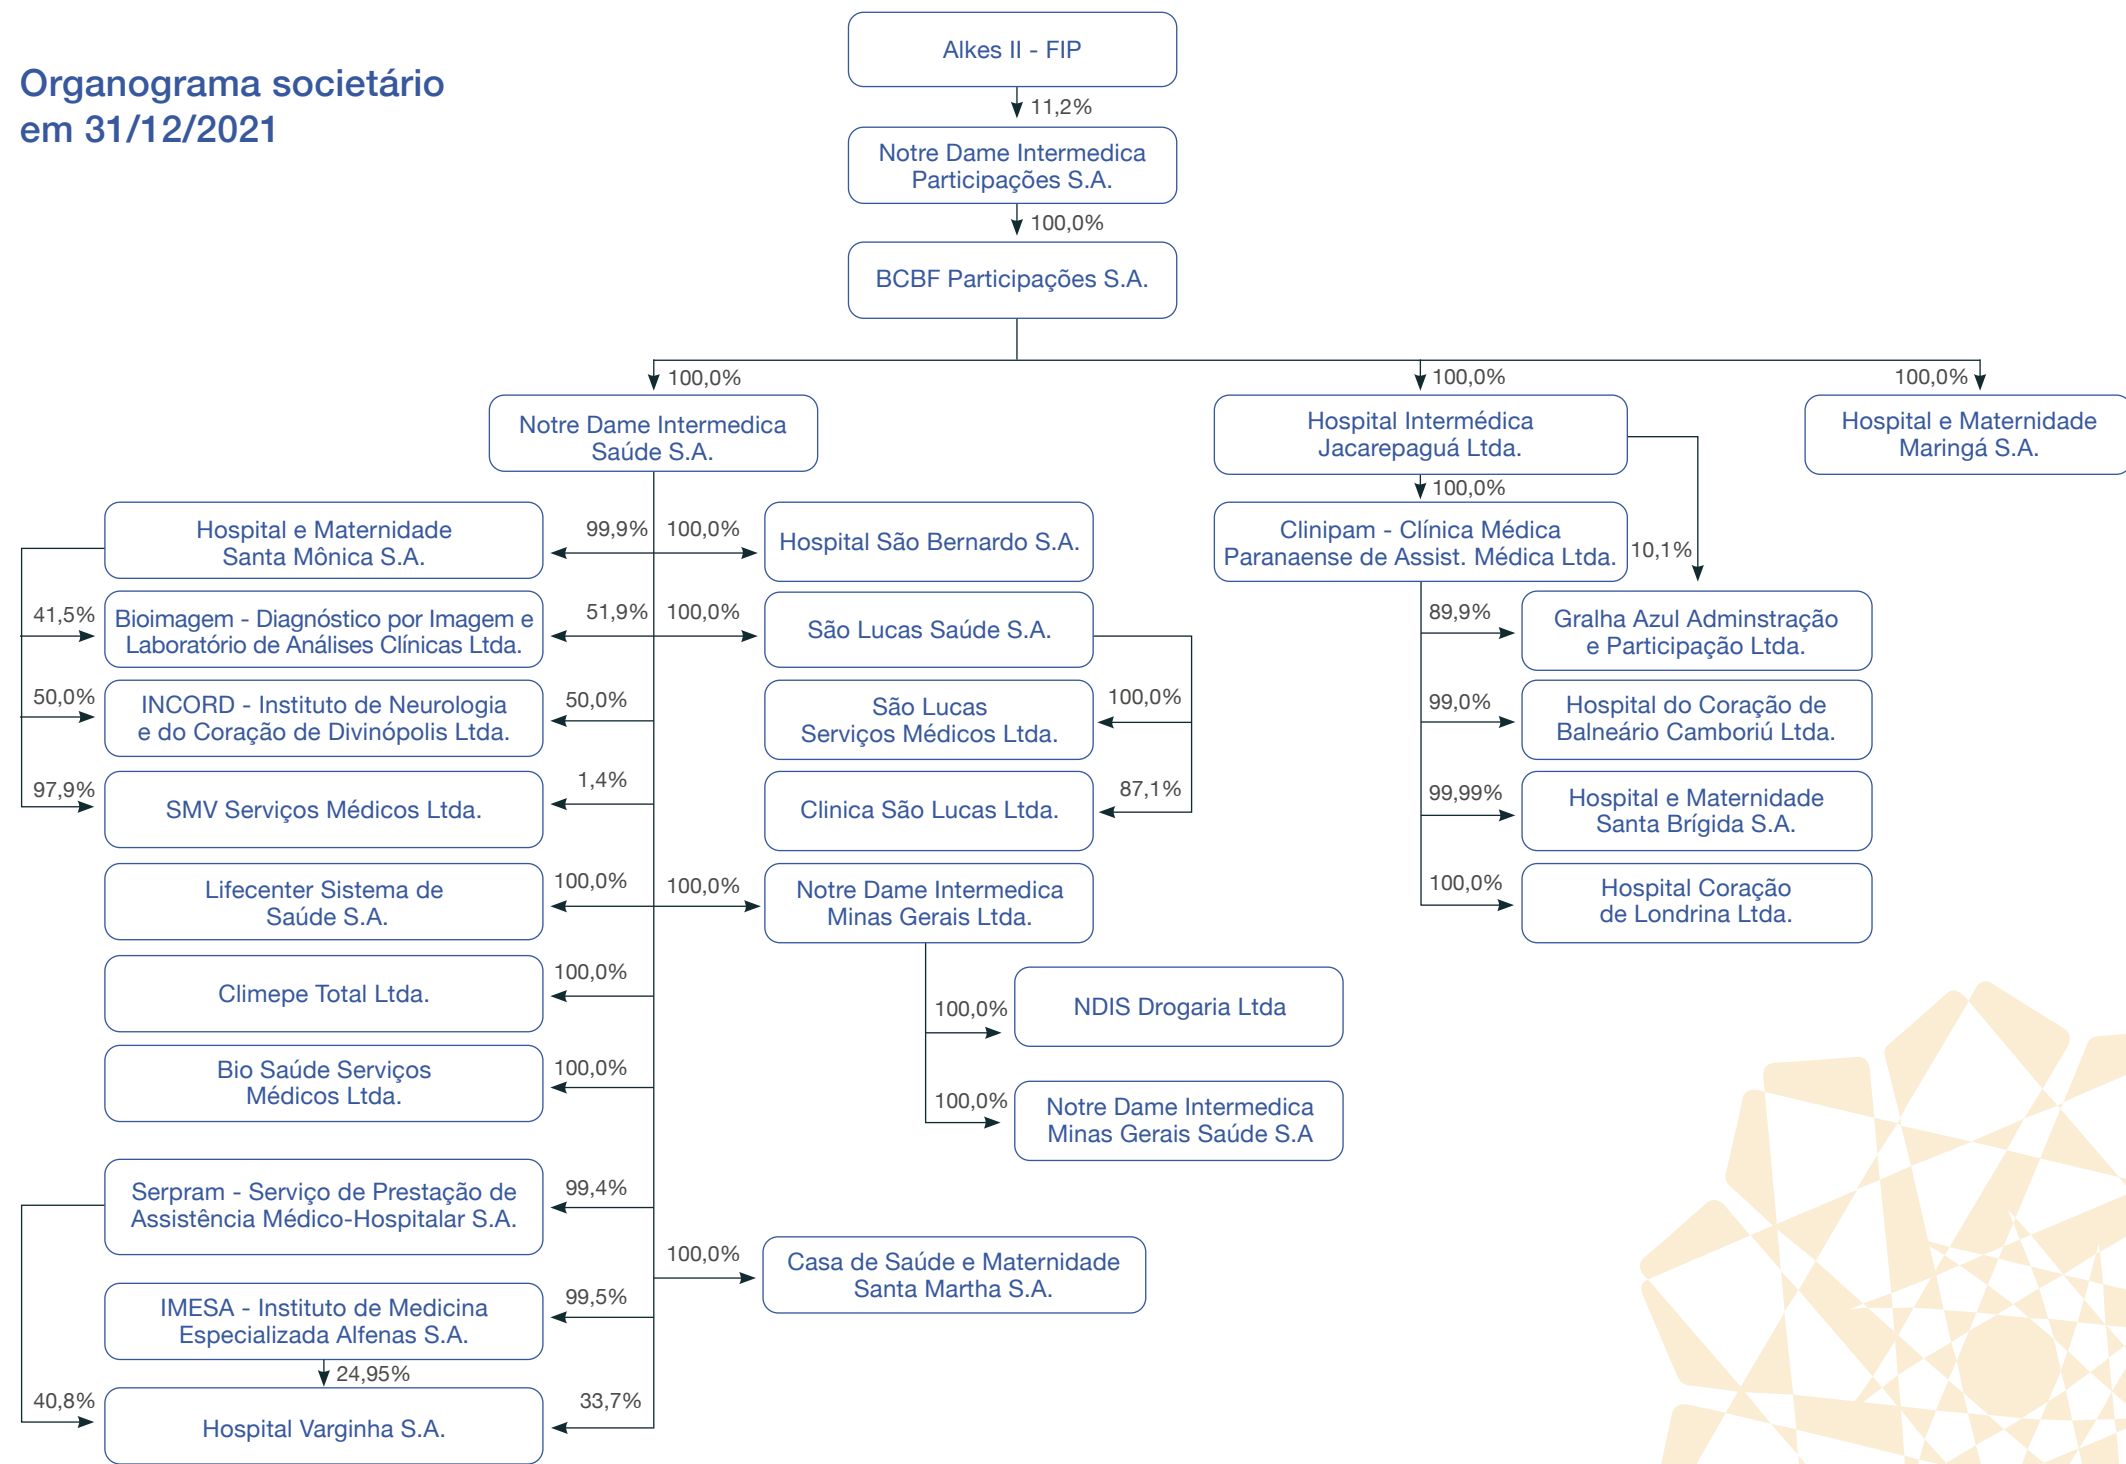 Organograma societário
em 31/12/2021
Alkes II - FIP
11,2%
Notre Dame Intermedica
Participações S.A.
100,0%
BCBF Participações S.A.
100,0%
100,0%
100,0%
Notre Dame Intermedica
Saúde S.A.
Hospital Intermédica
Jacarepaguá Ltda.
Hospital e Maternidade
Maringá S.A.
Hospital e Maternidade
Santa Mônica S.A.
99,9%
100,0%
Hospital São Bernardo S.A.
41,5%
Bioimagem - Diagnóstico por Imagem e
Laboratório de Análises Clínicas Ltda.
51,9%
100,0%
São Lucas Saúde S.A.
50,0%
INCORD - Instituto de Neurologia
e do Coração de Divinópolis Ltda.
50,0%
São Lucas
Serviços Médicos Ltda.
100,0%
97,9%
SMV Serviços Médicos Ltda.
1,4%
Clinica São Lucas Ltda.
87,1%
Lifecenter Sistema de
Saúde S.A.
100,0%
100,0%
Notre Dame Intermedica
Minas Gerais Ltda.
Climepe Total Ltda.
100,0%
100,0%
NDIS Drogaria Ltda
Bio Saúde Serviços
Médicos Ltda.
100,0%
100,0%
Notre Dame Intermedica
Minas Gerais Saúde S.A
Serpram - Serviço de Prestação de
Assistência Médico-Hospitalar S.A.
99,4%
100,0%
Casa de Saúde e Maternidade
Santa Martha S.A.
IMESA - Instituto de Medicina
Especializada Alfenas S.A.
99,5%
24,95%
40,8%
Hospital Varginha S.A.
33,7%
100,0%
Clinipam - Clínica Médica
Paranaense de Assist. Médica Ltda.
10,1%
89,9%
Gralha Azul Adminstração
e Participação Ltda.
99,0%
Hospital do Coração de
Balneário Camboriú Ltda.
99,99%
Hospital e Maternidade
Santa Brígida S.A.
100,0%
Hospital Coração
de Londrina Ltda.